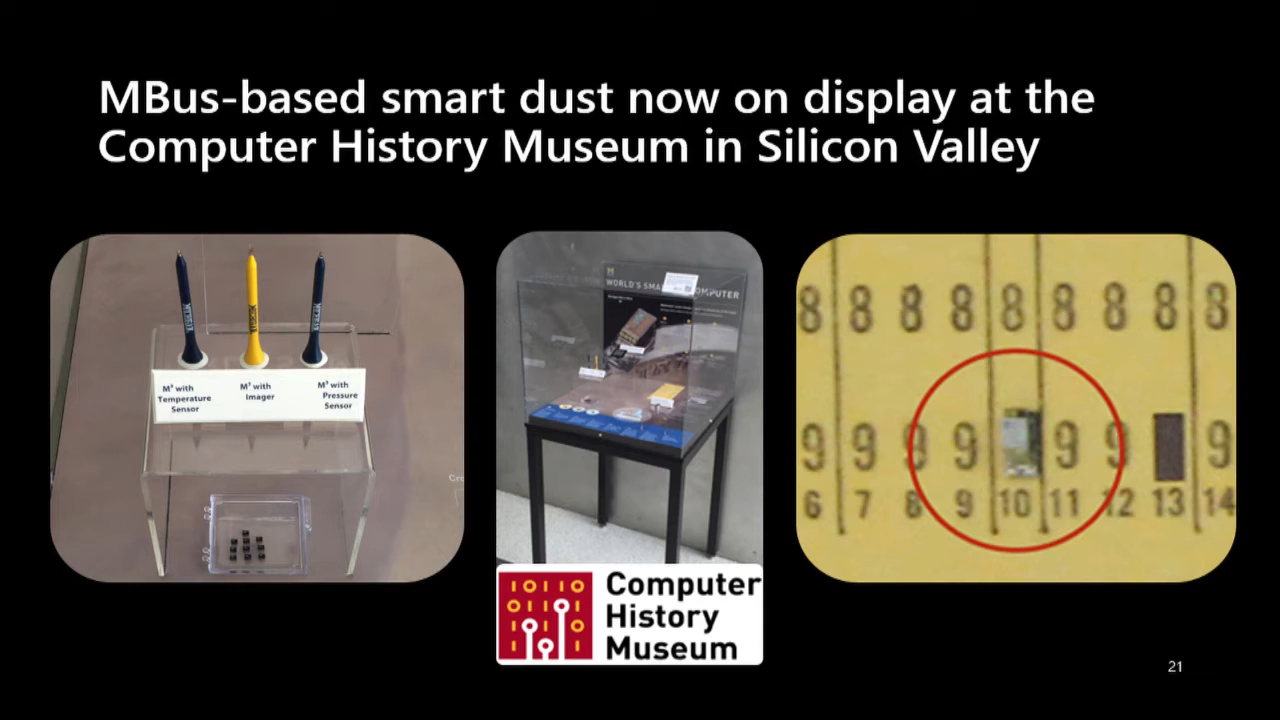 MBus-based smart dust now on display at the
Computer History Museum in Silicon Valley
M³ with
Temperature
Sensor
M³ with
Imager
M³ with
Pressure
Sensor
WORLD'S COMPUTER
8 8 8 8 8 8 8 8 8
9 9 9 9 9 9 9
6 7 8 9 10 11 12 13 14
IOIIO
Computer
History
Museum
21